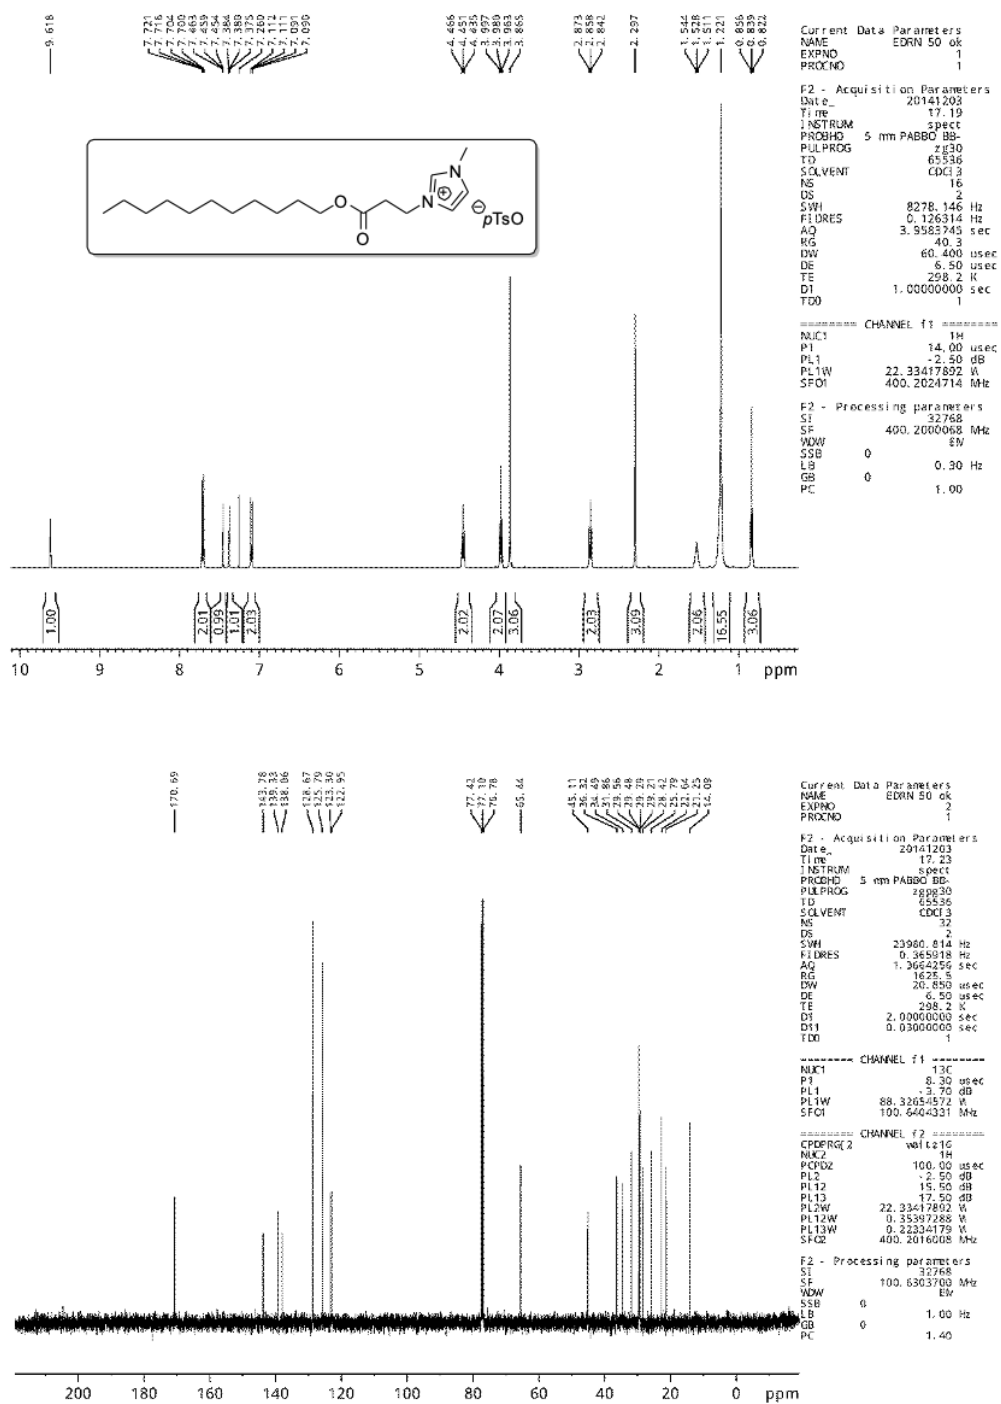 9.618
7.721
7.716
7.704
7.700
7.463
7.459
7.454
7.384
7.380
7.375
7.260
7.112
7.111
7.091
7.090
4.466
4.451
4.435
3.997
3.980
3.963
3.865
2.873
2.858
2.842
2.297
1.544
1.528
1.511
1.221
0.856
0.839
0.822
Current Data Parameters
NAME EDRN 50 ok
EXPNO 1
PROCNO 1
F2 - Acquisition Parameters
Date_ 20141203
Time 17.19
INSTRUM spect
PROBHD 5 mm PABBO BB-
PULPROG zg30
TD 65536
SOLVENT CDCl3
NS 16
DS 2
SWH 8278.146 Hz
FIDRES 0.126314 Hz
AQ 3.9583745 sec
RG 40.3
DW 60.400 usec
DE 6.50 usec
TE 298.2 K
D1 1.00000000 sec
TD0 1
======== CHANNEL f1 ========
NUC1 1H
P1 14.00 usec
PL1 -2.50 dB
PL1W 22.33417892 W
SFO1 400.2024714 MHz
F2 - Processing parameters
SI 32768
SF 400.2000068 MHz
WDW EM
SSB 0
LB 0.30 Hz
GB 0
PC 1.00
N
N
⊕
O
O
⊖
pTsO
1.00
2.01
0.99
1.01
2.03
2.02
2.07
3.06
2.03
3.09
2.06
16.55
3.06
10 9 8 7 6 5 4 3 2 1 ppm
170.69
143.78
139.33
138.06
128.67
125.79
123.30
122.95
77.42
77.10
76.78
65.44
45.11
36.32
34.49
31.86
29.56
29.48
29.29
29.21
28.42
25.79
22.64
21.25
14.09
Current Data Parameters
NAME EDRN 50 ok
EXPNO 2
PROCNO 1
F2 - Acquisition Parameters
Date_ 20141203
Time 17.23
INSTRUM spect
PROBHD 5 mm PABBO BB-
PULPROG zgpg30
TD 65536
SOLVENT CDCl3
NS 32
DS 2
SWH 23980.814 Hz
FIDRES 0.365918 Hz
AQ 1.3664256 sec
RG 1625.5
DW 20.850 usec
DE 6.50 usec
TE 298.2 K
D1 2.00000000 sec
D11 0.03000000 sec
TD0 1
======== CHANNEL f1 ========
NUC1 13C
P1 8.30 usec
PL1 -3.70 dB
PL1W 88.32654572 W
SFO1 100.6404331 MHz
======== CHANNEL f2 ========
CPDPRG[2 waltz16
NUC2 1H
PCPD2 100.00 usec
PL2 -2.50 dB
PL12 15.50 dB
PL13 17.50 dB
PL2W 22.33417892 W
PL12W 0.35397288 W
PL13W 0.22334179 W
SFO2 400.2016008 MHz
F2 - Processing parameters
SI 32768
SF 100.6303700 MHz
WDW EM
SSB 0
LB 1.00 Hz
GB 0
PC 1.40
200 180 160 140 120 100 80 60 40 20 0 ppm